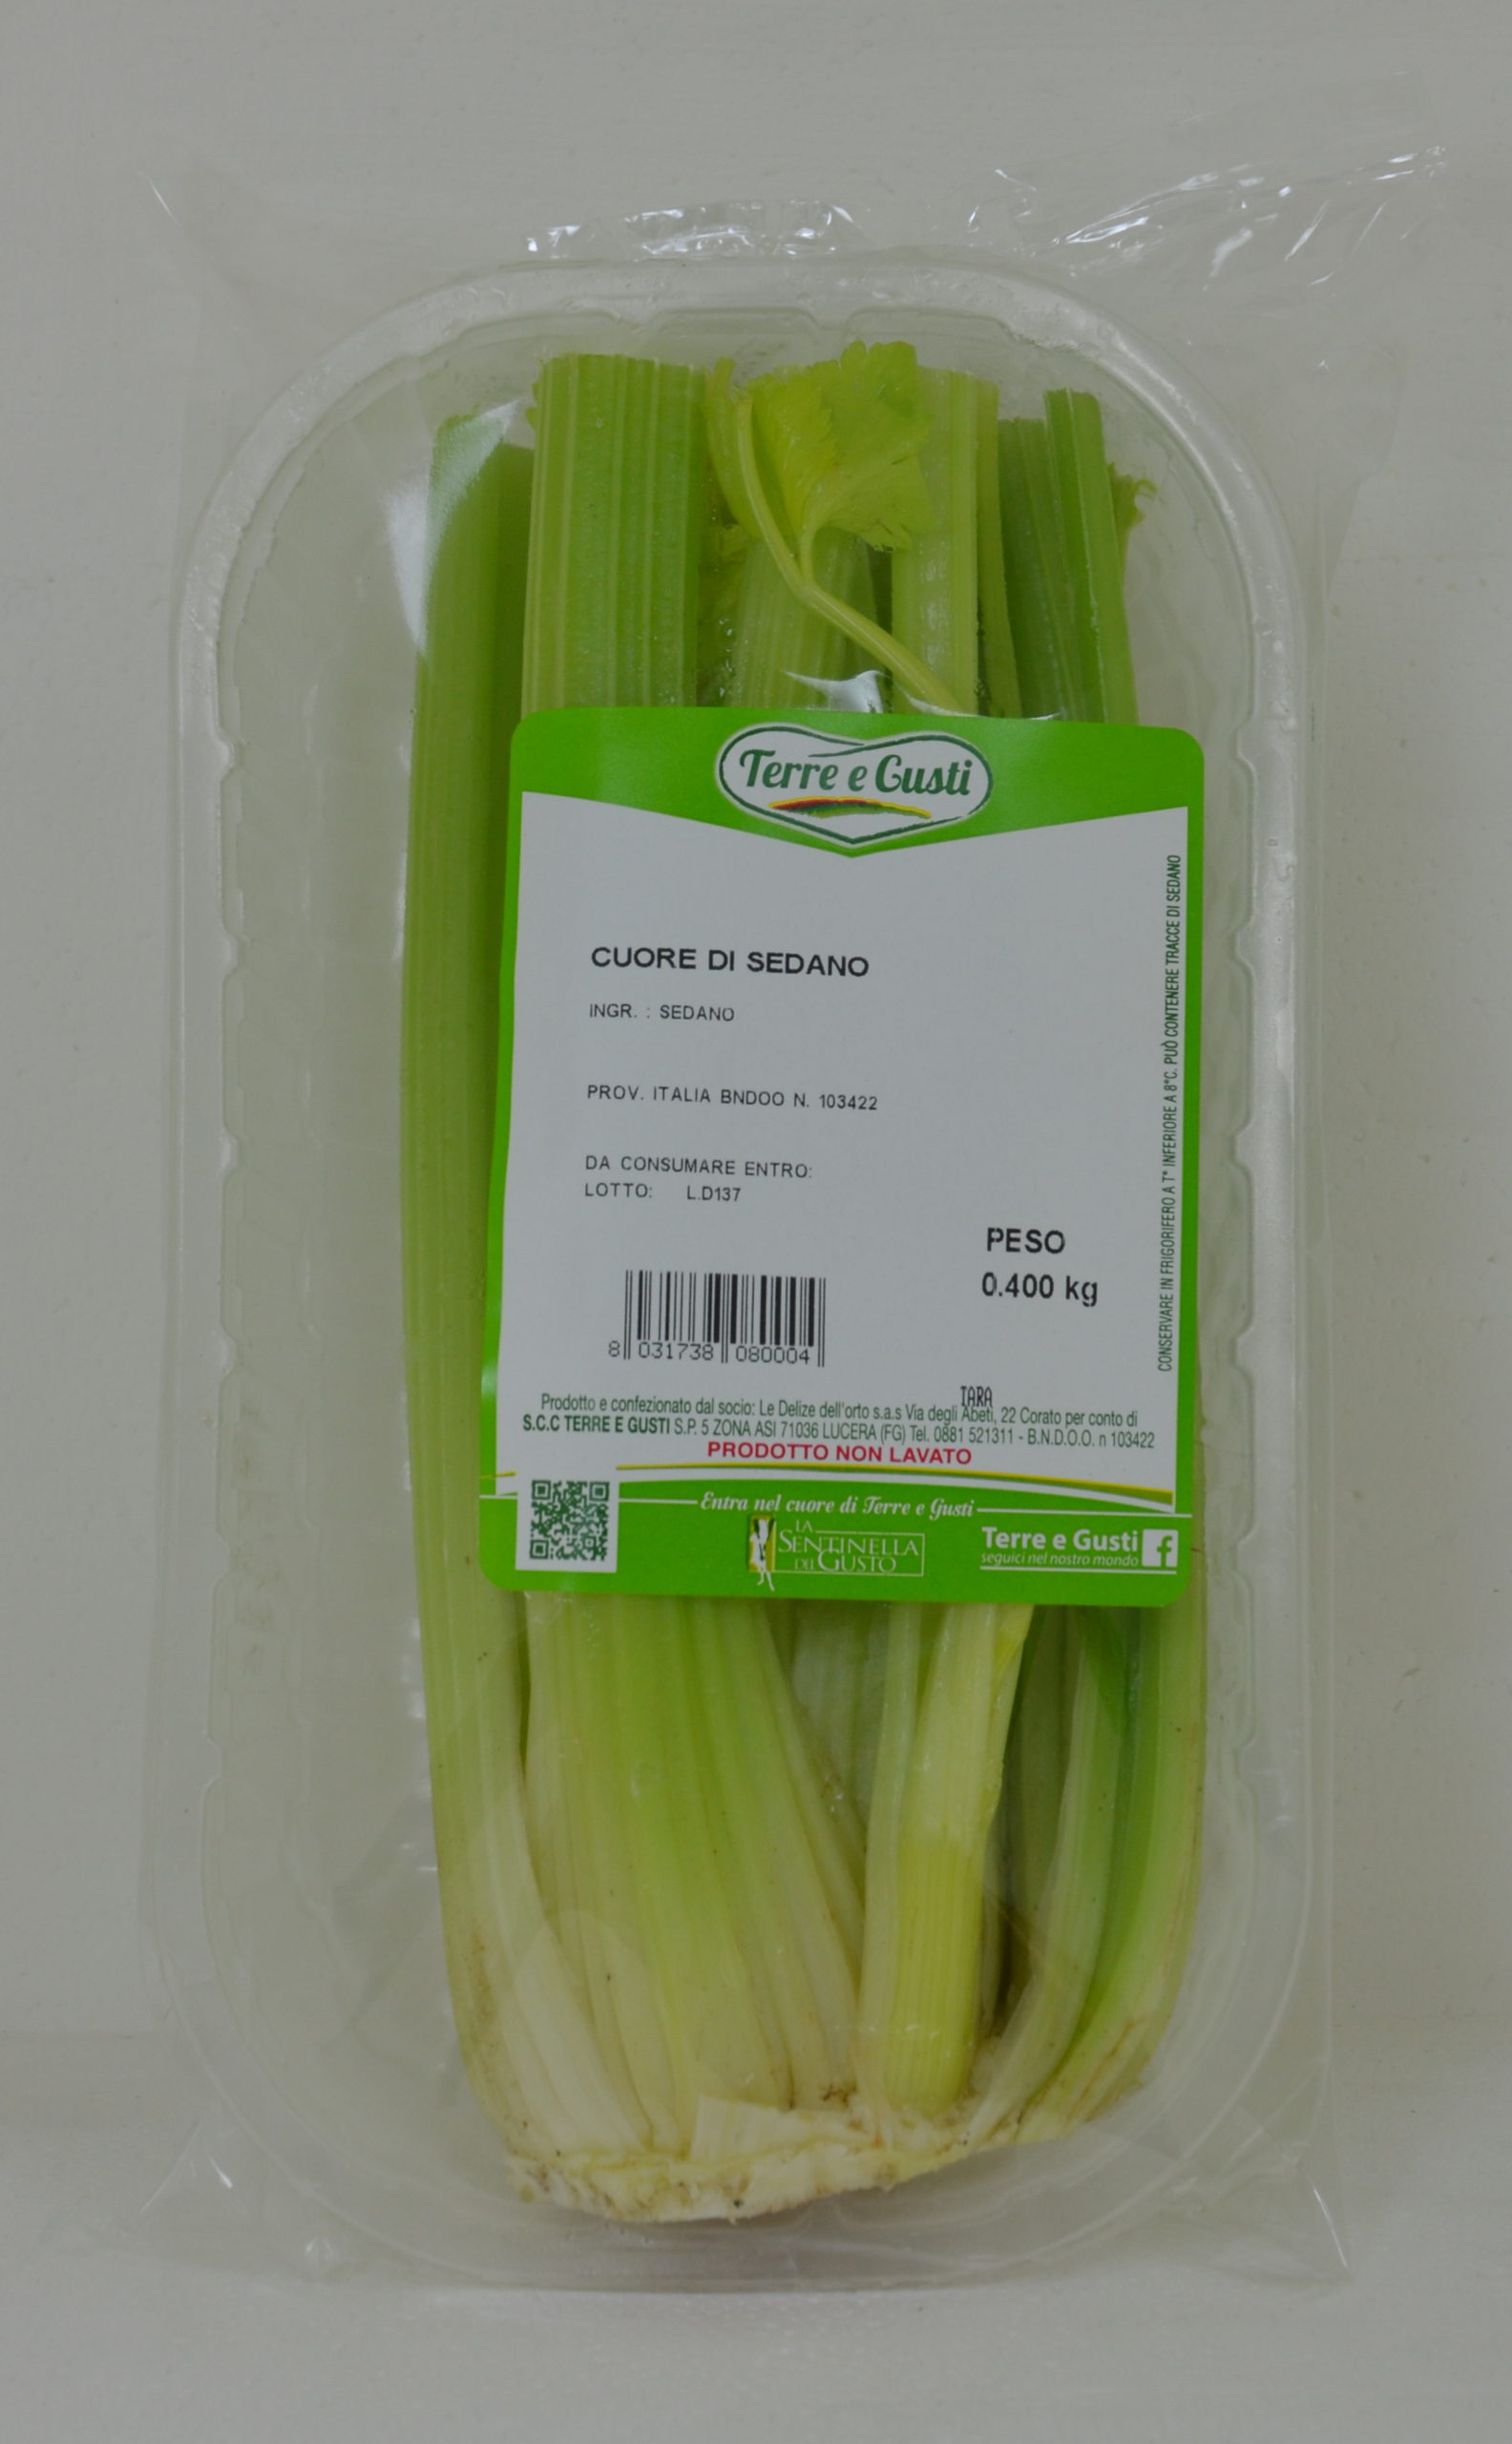 Terre e Gusti
CUORE DI SEDANO
INGR. : SEDANO
PROV. ITALIA BNDOO N. 103422
DA CONSUMARE ENTRO:
LOTTO: L.D137
PESO
0.400 kg
8 031738 080004
TARA
Prodotto e confezionato dal socio: Le Delize dell'orto s.a.s Via degli Abeti, 22 Corato per conto di
S.C.C TERRE E GUSTI S.P. 5 ZONA ASI 71036 LUCERA (FG) Tel. 0881 521311 - B.N.D.O.O. n 103422
PRODOTTO NON LAVATO
CONSERVARE IN FRIGORIFERO A T° INFERIORE A 8°C. PUÒ CONTENERE TRACCE DI SEDANO
Entra nel cuore di Terre e Gusti
LA
SENTINELLA
DEL GUSTO
Terre e Gusti f
seguici nel nostro mondo